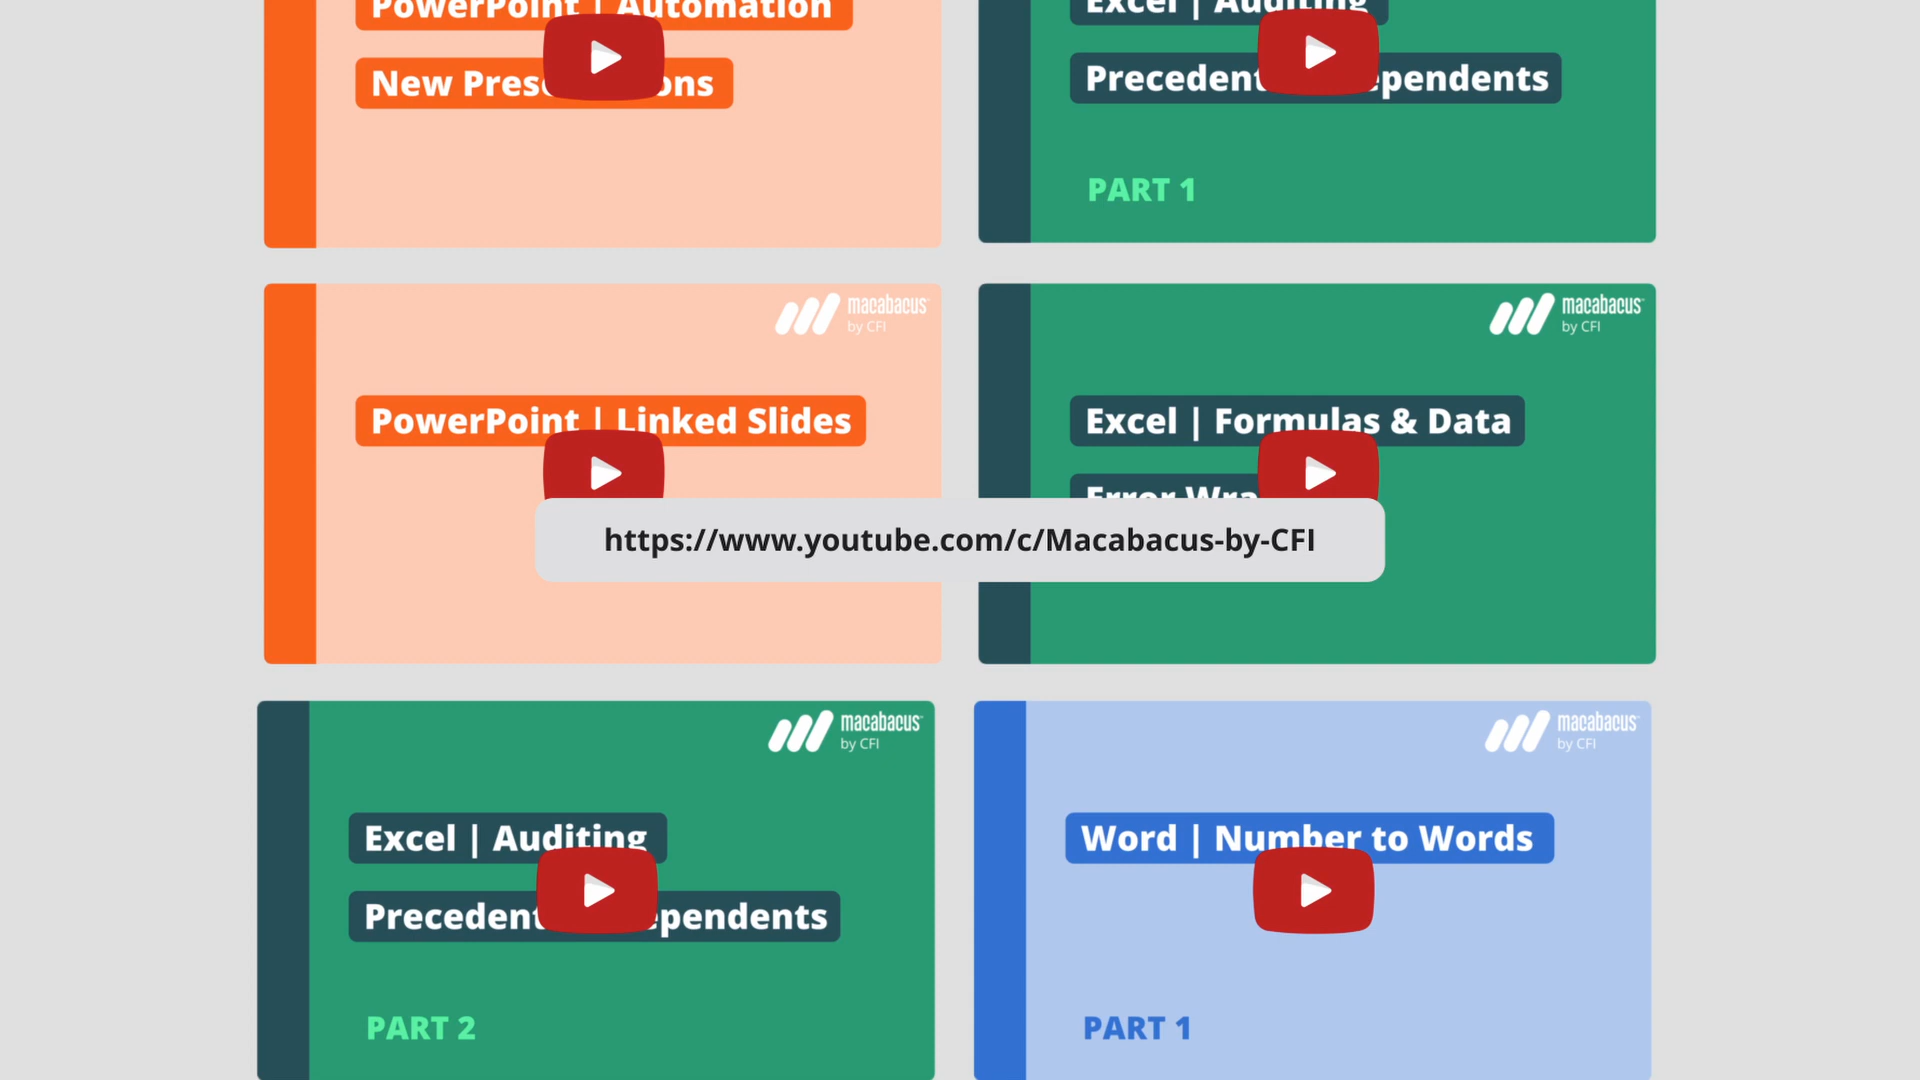 PowerPoint | Automation
New Pres ons
Excel | Auditing
Precedent ependents
PART 1
macabacus
by CFI
PowerPoint | Linked Slides
macabacus
by CFI
Excel | Formulas & Data
Error Wra
https://www.youtube.com/c/Macabacus-by-CFI
macabacus
by CFI
Excel | Auditing
Precedent ependents
PART 2
macabacus
by CFI
Word | Number to Words
PART 1